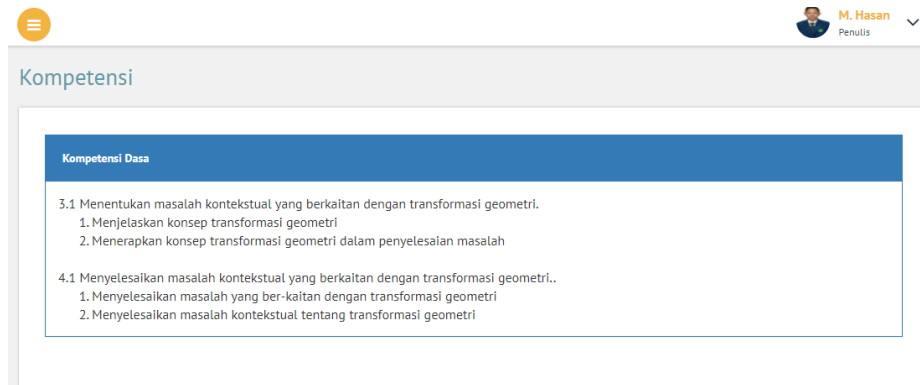 M. Hasan
Penulis
Kompetensi
Kompetensi Dasa
3.1 Menentukan masalah kontekstual yang berkaitan dengan transformasi geometri.
1. Menjelaskan konsep transformasi geometri
2. Menerapkan konsep transformasi geometri dalam penyelesaian masalah
4.1 Menyelesaikan masalah kontekstual yang berkaitan dengan transformasi geometri..
1. Menyelesaikan masalah yang ber-kaitan dengan transformasi geometri
2. Menyelesaikan masalah kontekstual tentang transformasi geometri